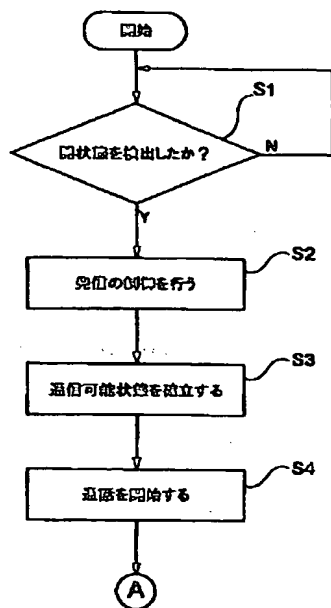 開始
S1
開状態を検出したか？
N
Y
S2
発信の制御を行う
S3
通信可能状態を確立する
S4
通話を開始する
A